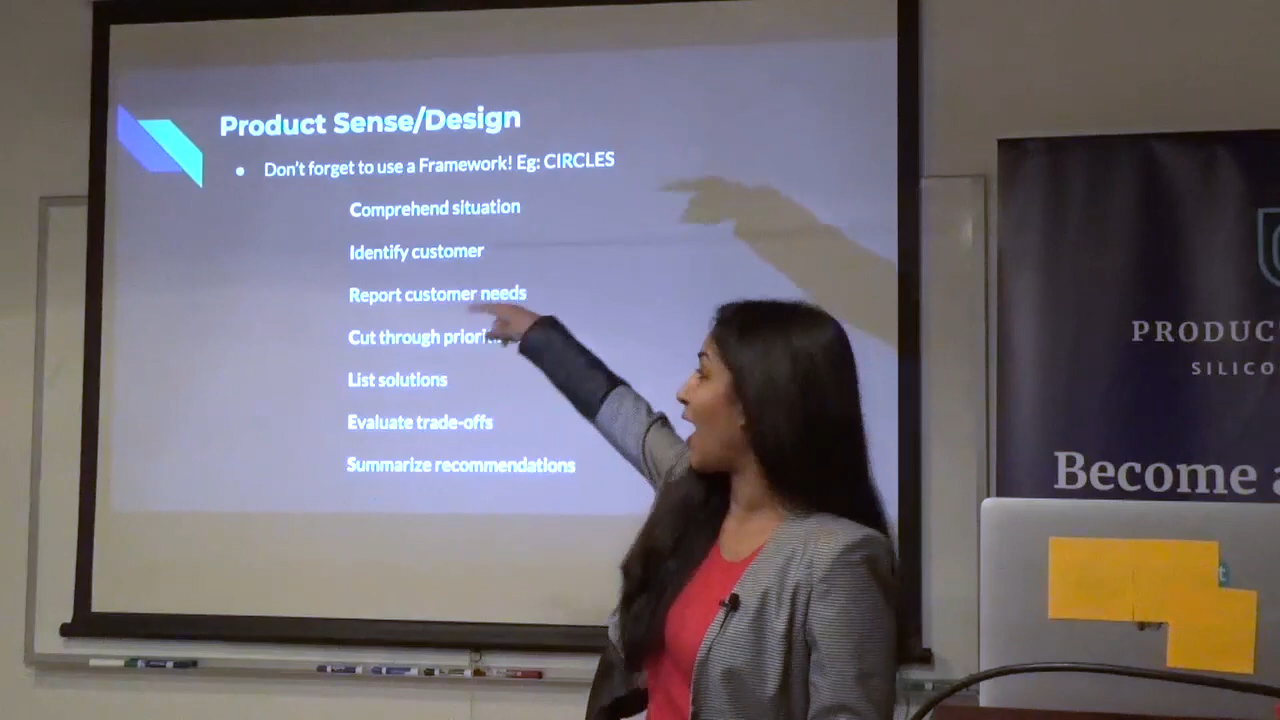 Product Sense/Design
● Don't forget to use a Framework! Eg: CIRCLES
Comprehend situation
Identify customer
Report customer needs
Cut through
List solutions
Evaluate trade-offs
Summarize recommendations
PRODUC
SILICO
Become a
t